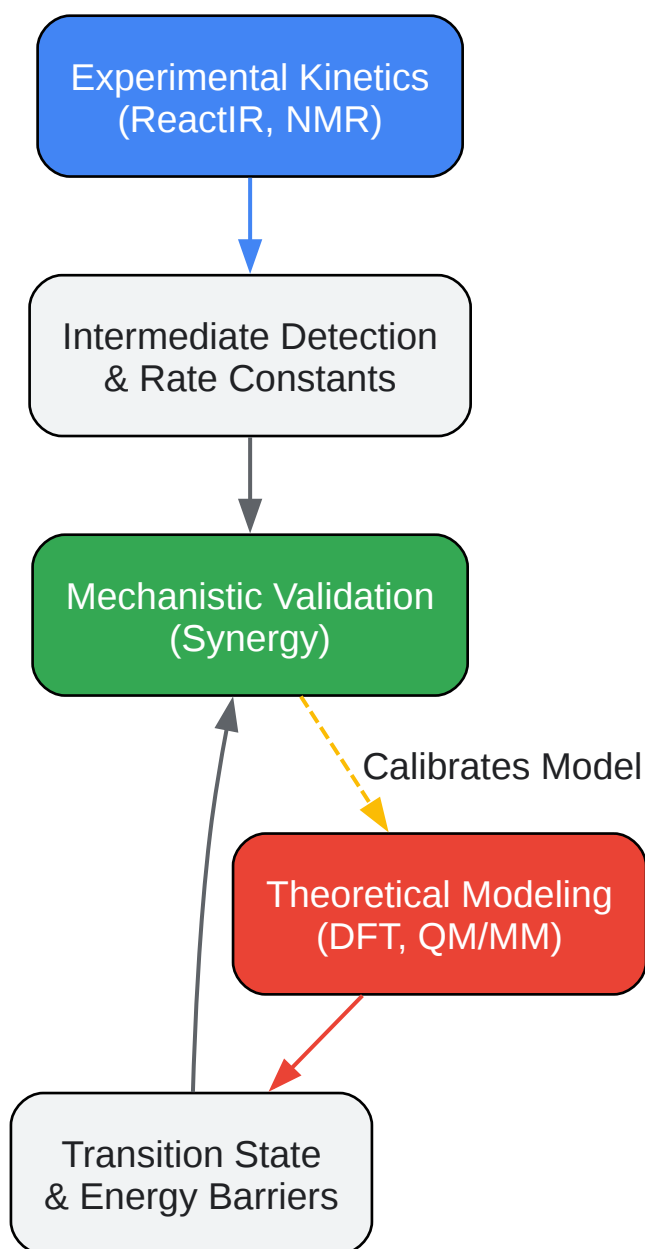 Experimental Kinetics
(ReactIR, NMR)
Intermediate Detection
& Rate Constants
Mechanistic Validation
(Synergy)
Calibrates Model
Theoretical Modeling
(DFT, QM/MM)
Transition State
& Energy Barriers